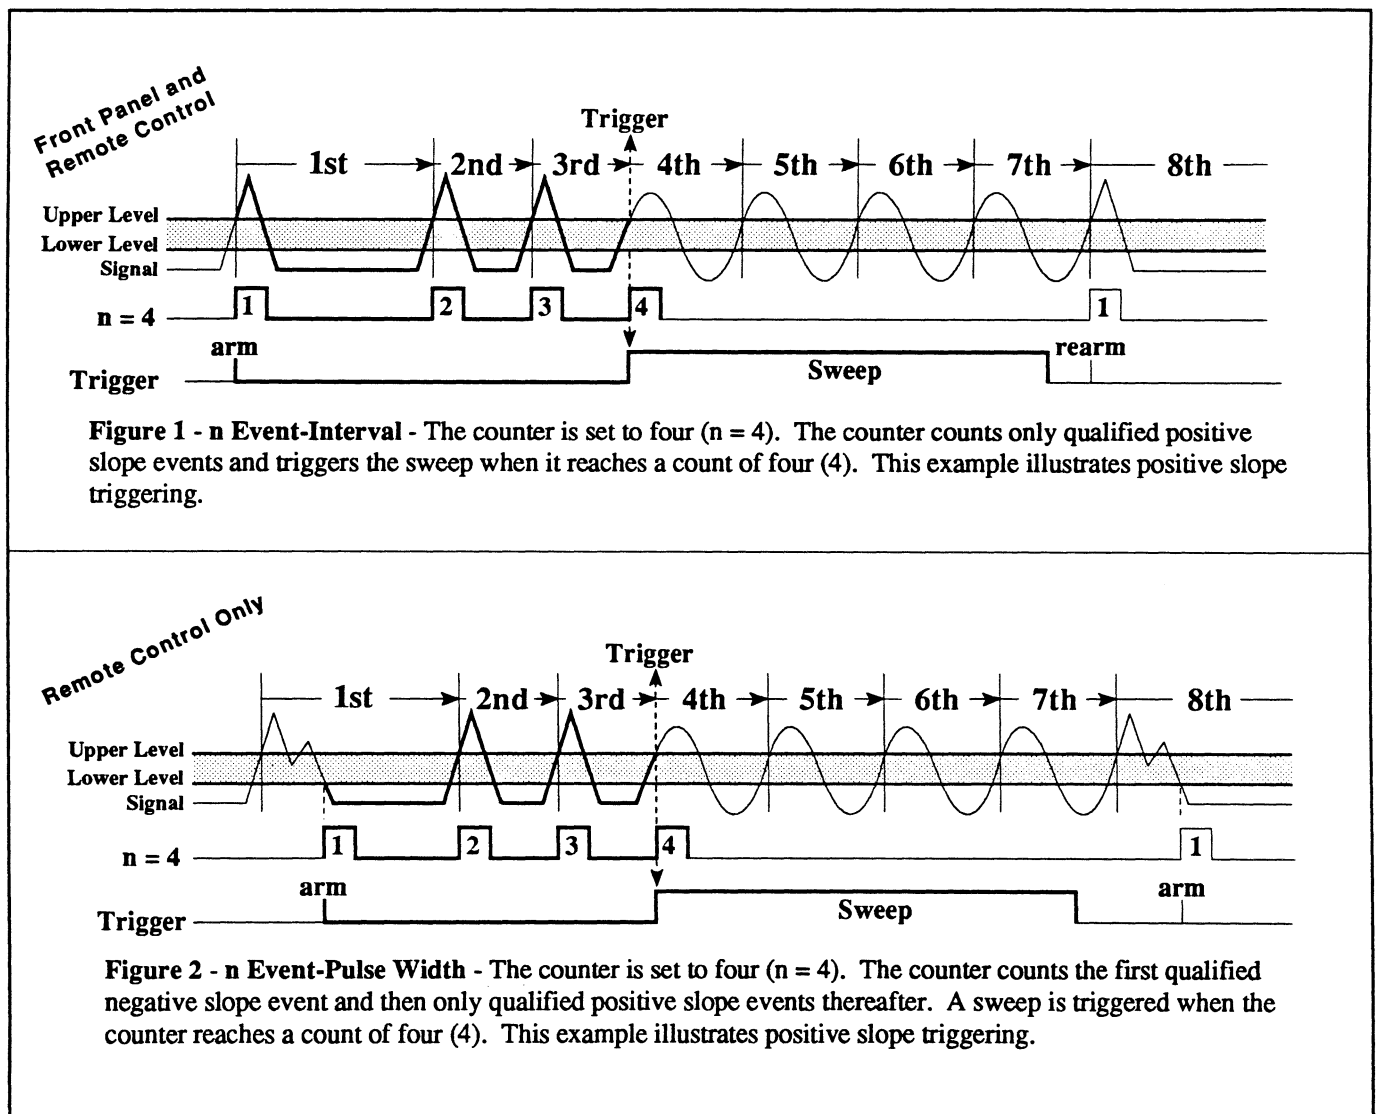 Front Panel and
Remote Control
Trigger
1st 2nd 3rd 4th 5th 6th 7th 8th
Upper Level
Lower Level
Signal
n = 4 1 2 3 4 1
arm rearm
Trigger Sweep
Figure 1 - n Event-Interval - The counter is set to four (n = 4). The counter counts only qualified positive
slope events and triggers the sweep when it reaches a count of four (4). This example illustrates positive slope
triggering.
Remote Control Only
Trigger
1st 2nd 3rd 4th 5th 6th 7th 8th
Upper Level
Lower Level
Signal
n = 4 1 2 3 4 1
arm arm
Trigger Sweep
Figure 2 - n Event-Pulse Width - The counter is set to four (n = 4). The counter counts the first qualified
negative slope event and then only qualified positive slope events thereafter. A sweep is triggered when the
counter reaches a count of four (4). This example illustrates positive slope triggering.